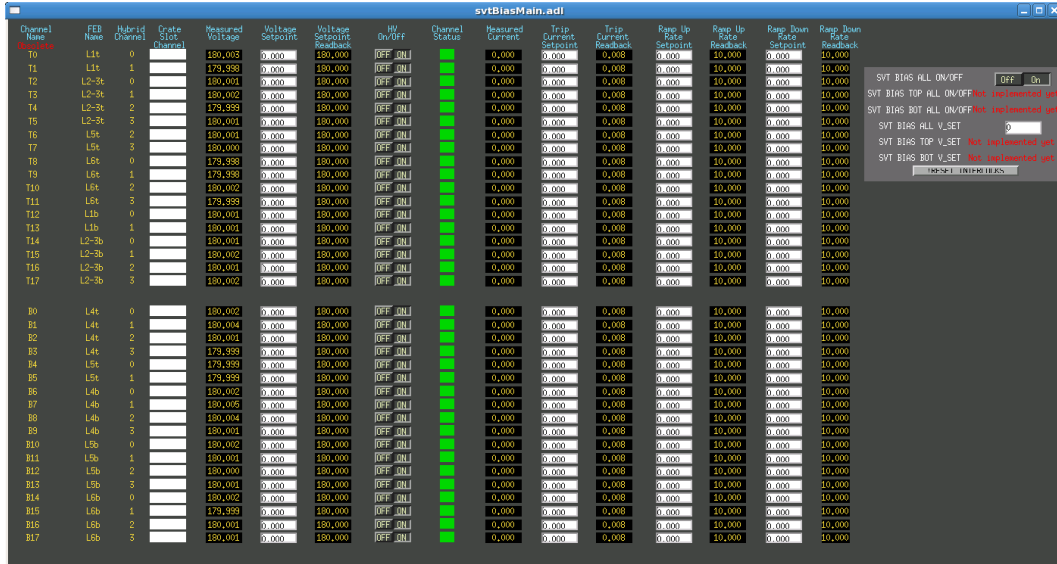 svtBiasMain.adl
Channel Name Obsolete FEB Name Hybrid Channel Crate Slot Channel Measured Voltage Voltage Setpoint Voltage Setpoint Readback HV On/Off Channel Status Measured Current Trip Current Setpoint Trip Current Readback Ramp Up Rate Setpoint Ramp Up Rate Readback Ramp Down Rate Setpoint Ramp Down Rate Readback
T0 L1t 0 180,003 0.000 180,000 OFF ON 0,000 0.000 0,008 0.000 10,000 0.000 10,000
T1 L1t 1 179,998 0.000 180,000 OFF ON 0,000 0.000 0,008 0.000 10,000 0.000 10,000
T2 L2-3t 0 180,001 0.000 180,000 OFF ON 0,000 0.000 0,008 0.000 10,000 0.000 10,000
T3 L2-3t 1 180,002 0.000 180,000 OFF ON 0,000 0.000 0,008 0.000 10,000 0.000 10,000
T4 L2-3t 2 179,999 0.000 180,000 OFF ON 0,000 0.000 0,008 0.000 10,000 0.000 10,000
T5 L2-3t 3 180,001 0.000 180,000 OFF ON 0,000 0.000 0,008 0.000 10,000 0.000 10,000
T6 L5t 2 180,001 0.000 180,000 OFF ON 0,000 0.000 0,008 0.000 10,000 0.000 10,000
T7 L5t 3 180,000 0.000 180,000 OFF ON 0,000 0.000 0,008 0.000 10,000 0.000 10,000
T8 L6t 0 179,998 0.000 180,000 OFF ON 0,000 0.000 0,008 0.000 10,000 0.000 10,000
T9 L6t 1 179,998 0.000 180,000 OFF ON 0,000 0.000 0,008 0.000 10,000 0.000 10,000
T10 L6t 2 180,002 0.000 180,000 OFF ON 0,000 0.000 0,008 0.000 10,000 0.000 10,000
T11 L6t 3 179,999 0.000 180,000 OFF ON 0,000 0.000 0,008 0.000 10,000 0.000 10,000
T12 L1b 0 180,001 0.000 180,000 OFF ON 0,000 0.000 0,008 0.000 10,000 0.000 10,000
T13 L1b 1 180,001 0.000 180,000 OFF ON 0,000 0.000 0,008 0.000 10,000 0.000 10,000
T14 L2-3b 0 180,001 0.000 180,000 OFF ON 0,000 0.000 0,008 0.000 10,000 0.000 10,000
T15 L2-3b 1 180,002 0.000 180,000 OFF ON 0,000 0.000 0,008 0.000 10,000 0.000 10,000
T16 L2-3b 2 180,001 0.000 180,000 OFF ON 0,000 0.000 0,008 0.000 10,000 0.000 10,000
T17 L2-3b 3 180,002 0.000 180,000 OFF ON 0,000 0.000 0,008 0.000 10,000 0.000 10,000
B0 L4t 0 180,002 0.000 180,000 OFF ON 0,000 0.000 0,008 0.000 10,000 0.000 10,000
B1 L4t 1 180,004 0.000 180,000 OFF ON 0,000 0.000 0,008 0.000 10,000 0.000 10,000
B2 L4t 2 180,001 0.000 180,000 OFF ON 0,000 0.000 0,008 0.000 10,000 0.000 10,000
B3 L4t 3 179,999 0.000 180,000 OFF ON 0,000 0.000 0,008 0.000 10,000 0.000 10,000
B4 L5t 0 179,999 0.000 180,000 OFF ON 0,000 0.000 0,008 0.000 10,000 0.000 10,000
B5 L5t 1 179,999 0.000 180,000 OFF ON 0,000 0.000 0,008 0.000 10,000 0.000 10,000
B6 L4b 0 180,002 0.000 180,000 OFF ON 0,000 0.000 0,008 0.000 10,000 0.000 10,000
B7 L4b 1 180,005 0.000 180,000 OFF ON 0,000 0.000 0,008 0.000 10,000 0.000 10,000
B8 L4b 2 180,004 0.000 180,000 OFF ON 0,000 0.000 0,008 0.000 10,000 0.000 10,000
B9 L4b 3 180,001 0.000 180,000 OFF ON 0,000 0.000 0,008 0.000 10,000 0.000 10,000
B10 L5b 0 180,002 0.000 180,000 OFF ON 0,000 0.000 0,008 0.000 10,000 0.000 10,000
B11 L5b 1 180,001 0.000 180,000 OFF ON 0,000 0.000 0,008 0.000 10,000 0.000 10,000
B12 L5b 2 180,000 0.000 180,000 OFF ON 0,000 0.000 0,008 0.000 10,000 0.000 10,000
B13 L5b 3 180,001 0.000 180,000 OFF ON 0,000 0.000 0,008 0.000 10,000 0.000 10,000
B14 L6b 0 180,002 0.000 180,000 OFF ON 0,000 0.000 0,008 0.000 10,000 0.000 10,000
B15 L6b 1 179,999 0.000 180,000 OFF ON 0,000 0.000 0,008 0.000 10,000 0.000 10,000
B16 L6b 2 180,001 0.000 180,000 OFF ON 0,000 0.000 0,008 0.000 10,000 0.000 10,000
B17 L6b 3 180,001 0.000 180,000 OFF ON 0,000 0.000 0,008 0.000 10,000 0.000 10,000
SVT BIAS ALL ON/OFF Off On
SVT BIAS TOP ALL ON/OFF Not implemented yet
SVT BIAS BOT ALL ON/OFF Not implemented yet
SVT BIAS ALL V_SET 0
SVT BIAS TOP V_SET Not implemented yet
SVT BIAS BOT V_SET Not implemented yet
!RESET INTERLOCKS